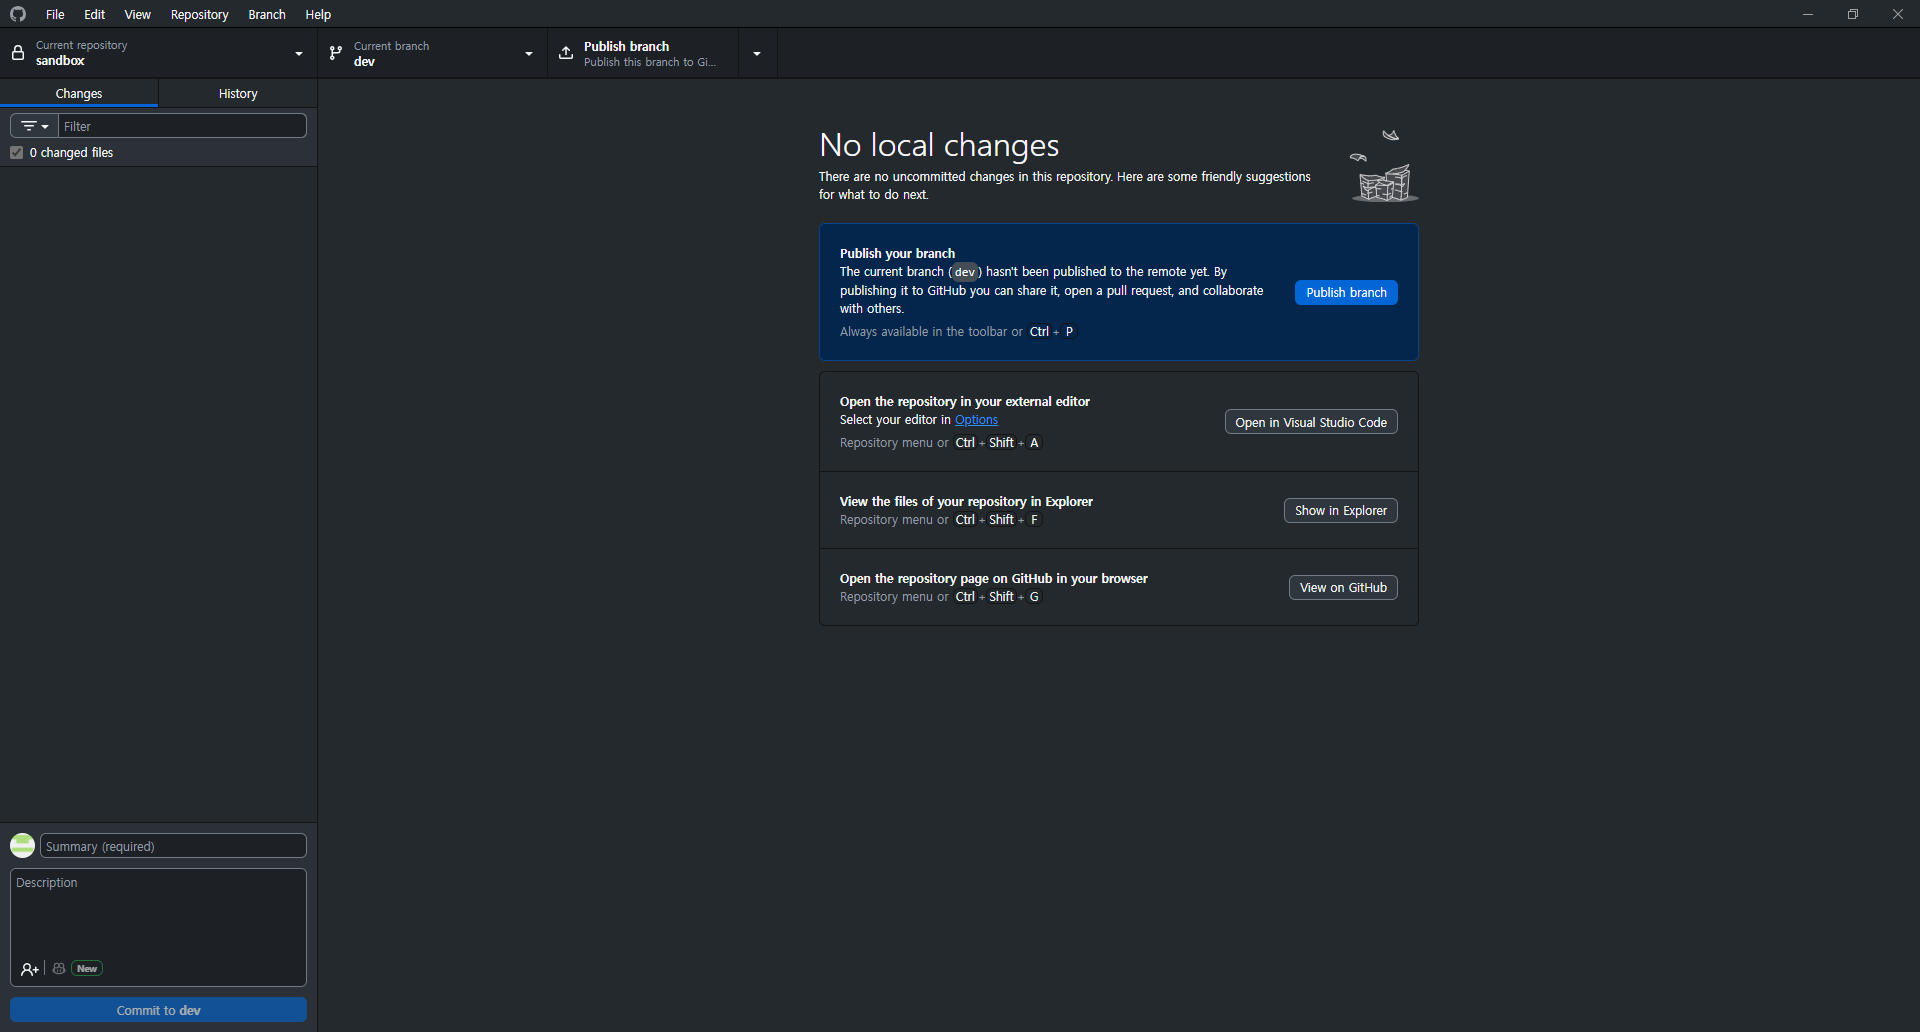 File Edit View Repository Branch Help
Current repository
sandbox
Current branch
dev
Publish branch
Publish this branch to Gi...
Changes History
Filter
0 changed files
No local changes
There are no uncommitted changes in this repository. Here are some friendly suggestions
for what to do next.
Publish your branch
The current branch (dev) hasn't been published to the remote yet. By
publishing it to GitHub you can share it, open a pull request, and collaborate
with others.
Always available in the toolbar or Ctrl + P
Publish branch
Open the repository in your external editor
Select your editor in Options
Repository menu or Ctrl + Shift + A
Open in Visual Studio Code
View the files of your repository in Explorer
Repository menu or Ctrl + Shift + F
Show in Explorer
Open the repository page on GitHub in your browser
Repository menu or Ctrl + Shift + G
View on GitHub
Summary (required)
Description
New
Commit to dev